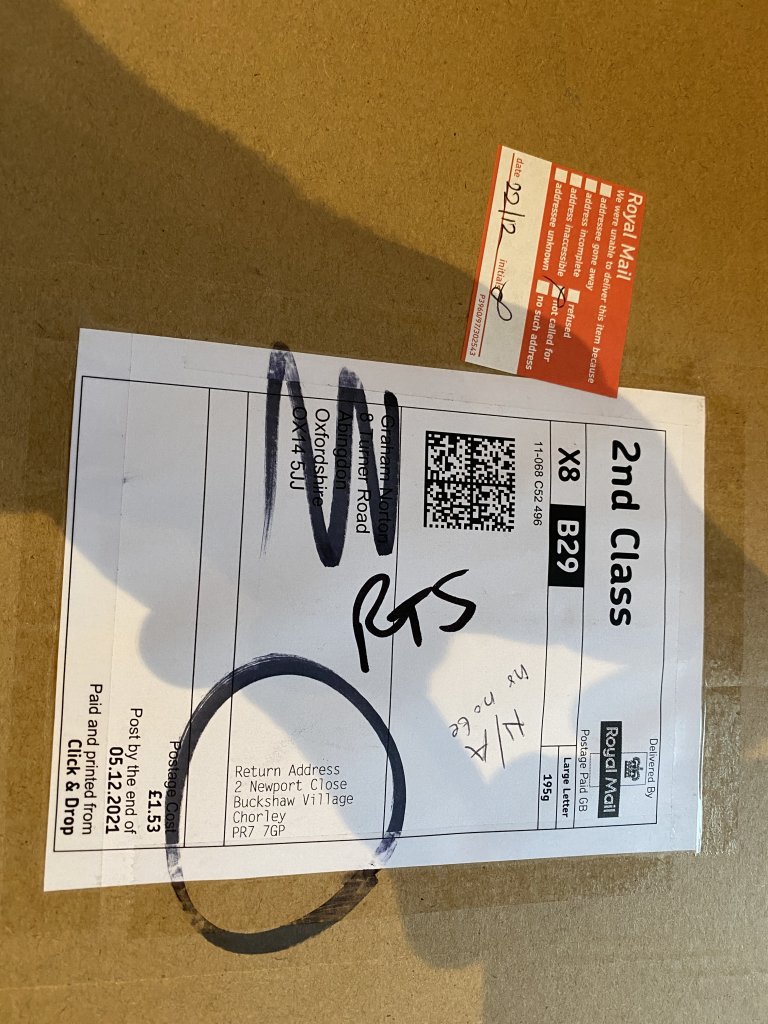 Royal Mail
We were unable to deliver this item because
addressee gone away
address incomplete
address inaccessible
addressee unknown
refused
not called for
no such address
date 22/12 initial
P3960/97/302543
2nd Class
Delivered By
Royal Mail
Postage Paid GB
X8 B29
Large Letter
195g
11-068 C52 496
Graham Norton
8 Turner Road
Abingdon
Oxfordshire
OX14 5JJ
RTS
Return Address
2 Newport Close
Buckshaw Village
Chorley
PR7 7GP
Postage Cost
£1.53
Post by the end of
05.12.2021
Paid and printed from
Click & Drop